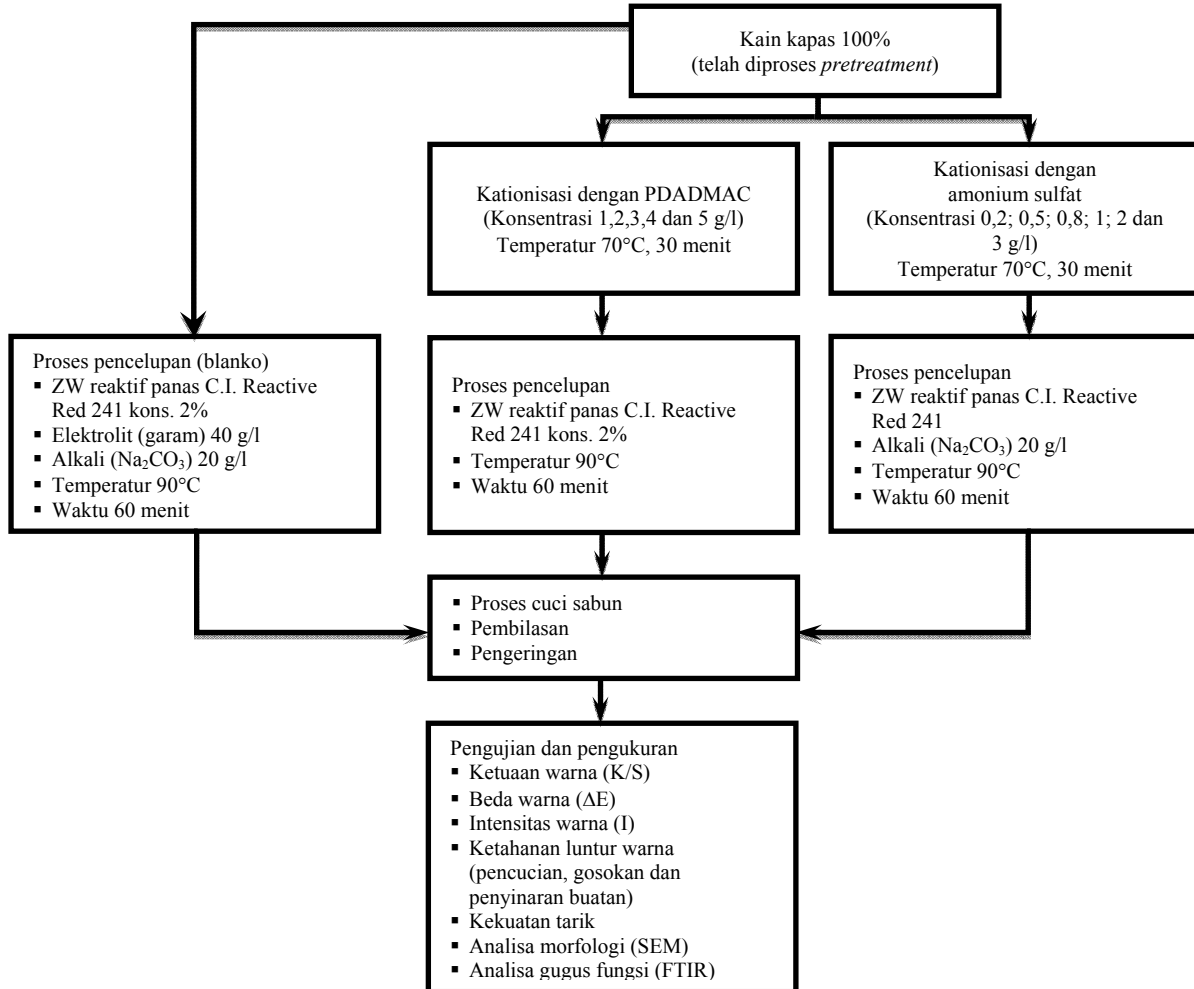 Kain kapas 100%
(telah diproses pretreatment)
Kationisasi dengan PDADMAC
(Konsentrasi 1,2,3,4 dan 5 g/l)
Temperatur 70°C, 30 menit
Kationisasi dengan
amonium sulfat
(Konsentrasi 0,2; 0,5; 0,8; 1; 2 dan
3 g/l)
Temperatur 70°C, 30 menit
Proses pencelupan (blanko)
▪ ZW reaktif panas C.I. Reactive
Red 241 kons. 2%
▪ Elektrolit (garam) 40 g/l
▪ Alkali (Na₂CO₃) 20 g/l
▪ Temperatur 90°C
▪ Waktu 60 menit
Proses pencelupan
▪ ZW reaktif panas C.I. Reactive
Red 241 kons. 2%
▪ Temperatur 90°C
▪ Waktu 60 menit
Proses pencelupan
▪ ZW reaktif panas C.I. Reactive
Red 241
▪ Alkali (Na₂CO₃) 20 g/l
▪ Temperatur 90°C
▪ Waktu 60 menit
▪ Proses cuci sabun
▪ Pembilasan
▪ Pengeringan
Pengujian dan pengukuran
▪ Ketuaan warna (K/S)
▪ Beda warna (ΔE)
▪ Intensitas warna (I)
▪ Ketahanan luntur warna
(pencucian, gosokan dan
penyinaran buatan)
▪ Kekuatan tarik
▪ Analisa morfologi (SEM)
▪ Analisa gugus fungsi (FTIR)